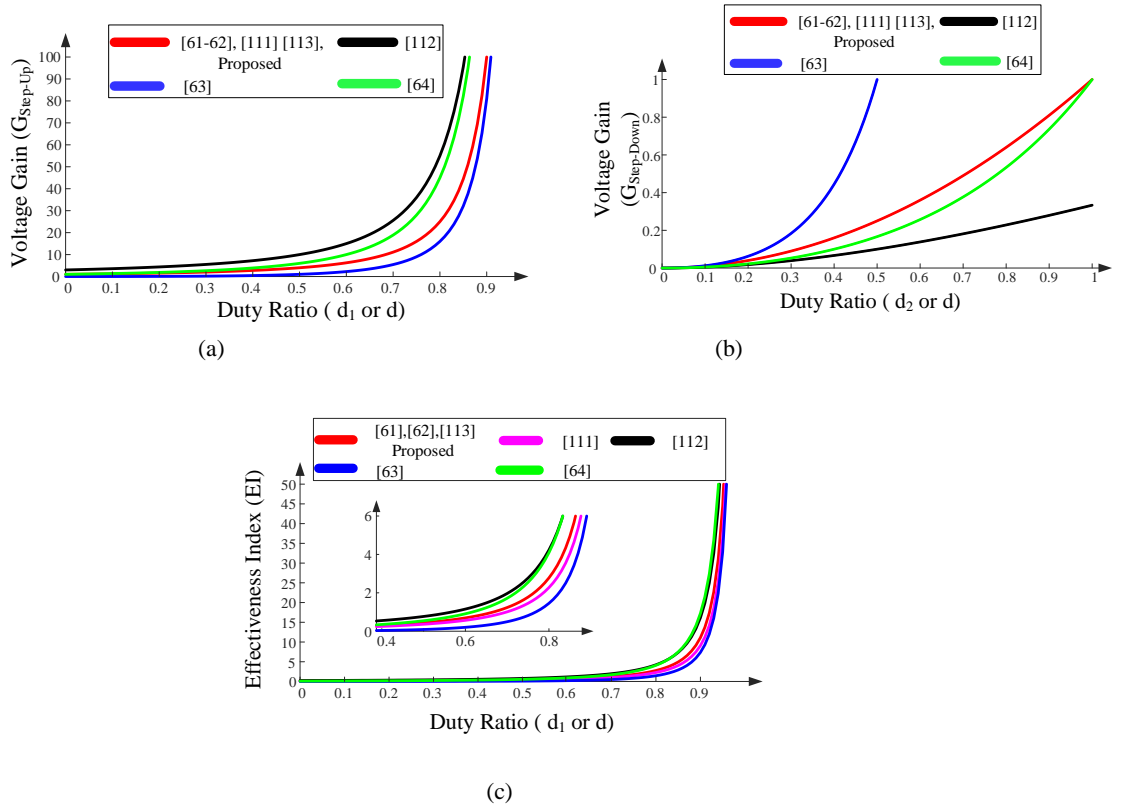 [61-62], [111] [113],
Proposed
[112]
[63]
[64]
Voltage Gain (GStep-Up)
100
90
80
70
60
50
40
30
20
10
0
0 0.1 0.2 0.3 0.4 0.5 0.6 0.7 0.8 0.9
Duty Ratio ( d1 or d)
(a)
[61-62], [111] [113],
Proposed
[112]
[63]
[64]
Voltage Gain
(GStep-Down)
1
0.8
0.6
0.4
0.2
0
0 0.1 0.2 0.3 0.4 0.5 0.6 0.7 0.8 0.9 1
Duty Ratio ( d2 or d)
(b)
[61],[62],[113]
Proposed
[111]
[112]
[63]
[64]
Effectiveness Index (EI)
50
45
40
35
30
25
20
15
10
5
0
6
4
2
0
0.4 0.6 0.8
0 0.1 0.2 0.3 0.4 0.5 0.6 0.7 0.8 0.9
Duty Ratio ( d1 or d)
(c)